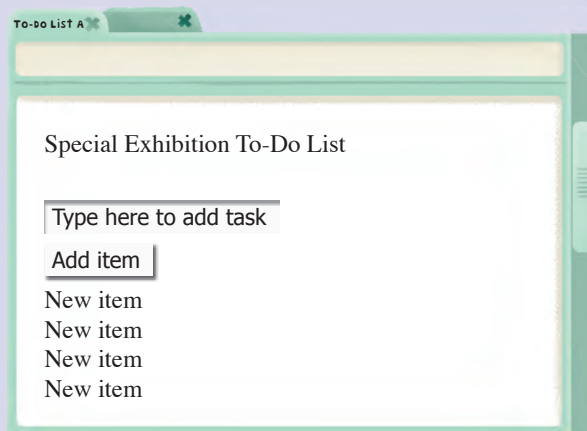 To-Do List A
Special Exhibition To-Do List
Type here to add task
Add item
New item
New item
New item
New item